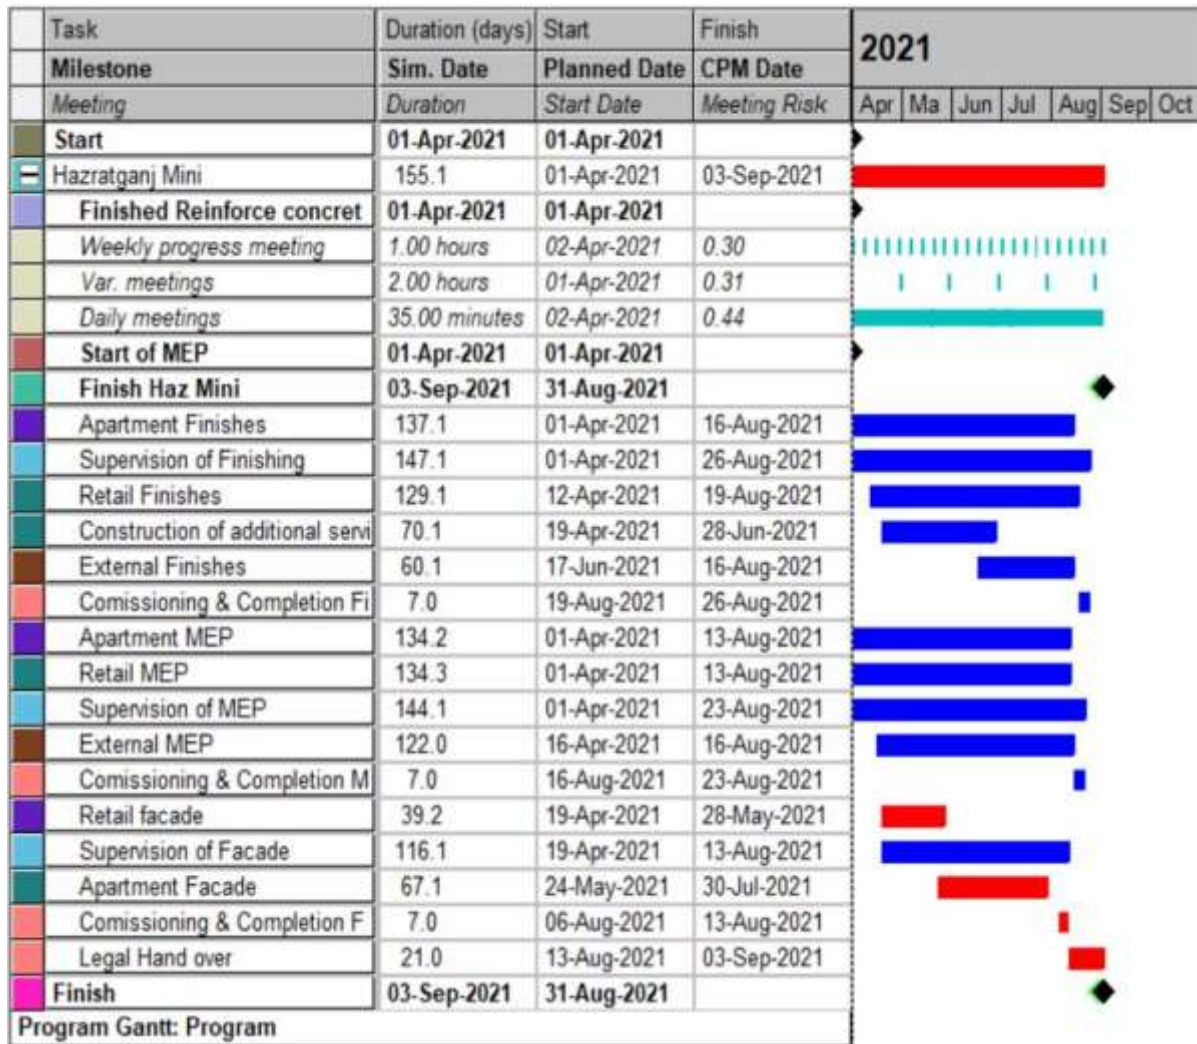 Task Duration (days) Start Finish 2021
Milestone Sim. Date Planned Date CPM Date
Meeting Duration Start Date Meeting Risk Apr Ma Jun Jul Aug Sep Oct
Start 01-Apr-2021 01-Apr-2021
Hazratganj Mini 155.1 01-Apr-2021 03-Sep-2021
Finished Reinforce concret 01-Apr-2021 01-Apr-2021
Weekly progress meeting 1.00 hours 02-Apr-2021 0.30
Var. meetings 2.00 hours 01-Apr-2021 0.31
Daily meetings 35.00 minutes 02-Apr-2021 0.44
Start of MEP 01-Apr-2021 01-Apr-2021
Finish Haz Mini 03-Sep-2021 31-Aug-2021
Apartment Finishes 137.1 01-Apr-2021 16-Aug-2021
Supervision of Finishing 147.1 01-Apr-2021 26-Aug-2021
Retail Finishes 129.1 12-Apr-2021 19-Aug-2021
Construction of additional servi 70.1 19-Apr-2021 28-Jun-2021
External Finishes 60.1 17-Jun-2021 16-Aug-2021
Comissioning & Completion Fi 7.0 19-Aug-2021 26-Aug-2021
Apartment MEP 134.2 01-Apr-2021 13-Aug-2021
Retail MEP 134.3 01-Apr-2021 13-Aug-2021
Supervision of MEP 144.1 01-Apr-2021 23-Aug-2021
External MEP 122.0 16-Apr-2021 16-Aug-2021
Comissioning & Completion M 7.0 16-Aug-2021 23-Aug-2021
Retail facade 39.2 19-Apr-2021 28-May-2021
Supervision of Facade 116.1 19-Apr-2021 13-Aug-2021
Apartment Facade 67.1 24-May-2021 30-Jul-2021
Comissioning & Completion F 7.0 06-Aug-2021 13-Aug-2021
Legal Hand over 21.0 13-Aug-2021 03-Sep-2021
Finish 03-Sep-2021 31-Aug-2021
Program Gantt: Program